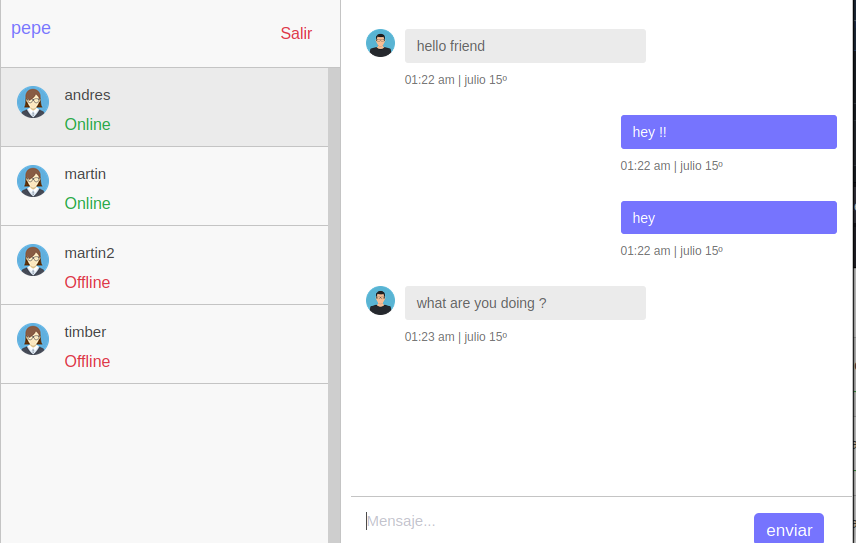 pepe
Salir
andres
Online
martin
Online
martin2
Offline
timber
Offline
hello friend
01:22 am | julio 15º
hey !!
01:22 am | julio 15º
hey
01:22 am | julio 15º
what are you doing ?
01:23 am | julio 15º
Mensaje...
enviar